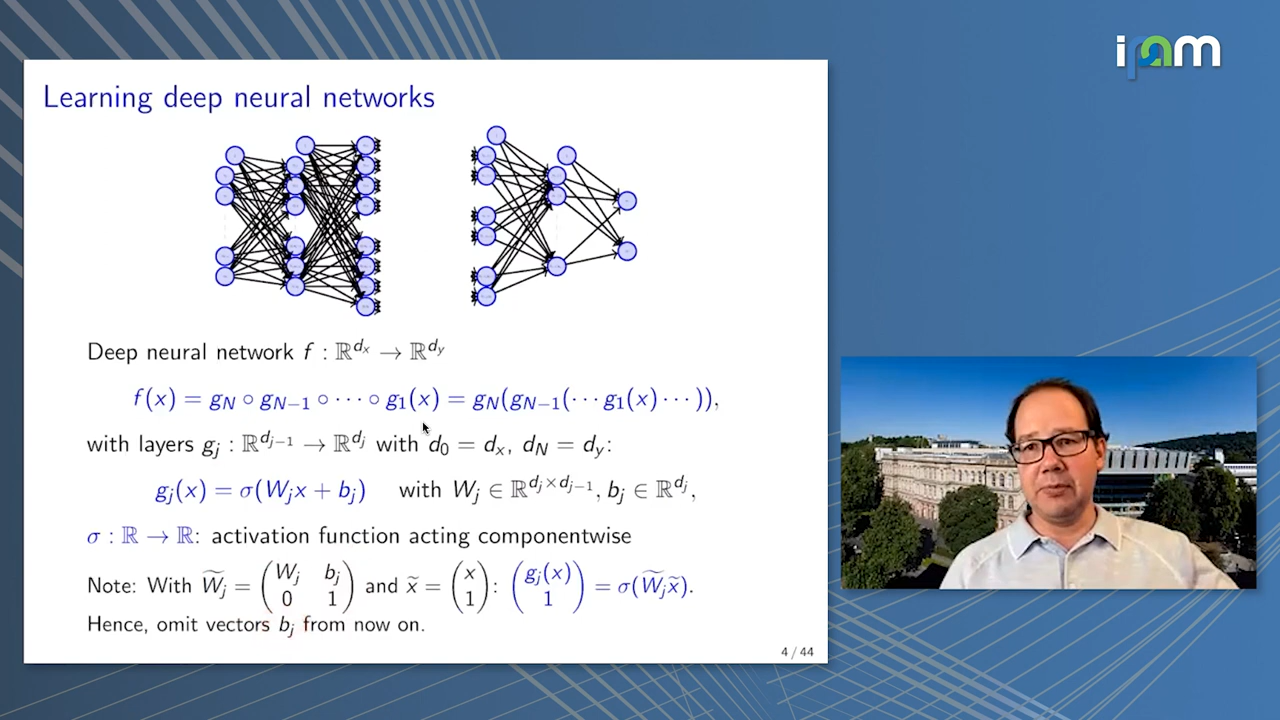 ipam
Learning deep neural networks
Deep neural network f : ℝ^{d_x} → ℝ^{d_y}
f(x) = g_N ∘ g_{N−1} ∘ ⋯ ∘ g_1(x) = g_N(g_{N−1}(⋯ g_1(x) ⋯)),
with layers g_j : ℝ^{d_{j−1}} → ℝ^{d_j} with d_0 = d_x, d_N = d_y:
g_j(x) = σ(W_j x + b_j) with W_j ∈ ℝ^{d_j×d_{j−1}}, b_j ∈ ℝ^{d_j},
σ : ℝ → ℝ: activation function acting componentwise
Note: With W̃_j = (W_j b_j; 0 1) and x̃ = (x; 1): (g_j(x); 1) = σ(W̃_j x̃).
Hence, omit vectors b_j from now on.
4 / 44